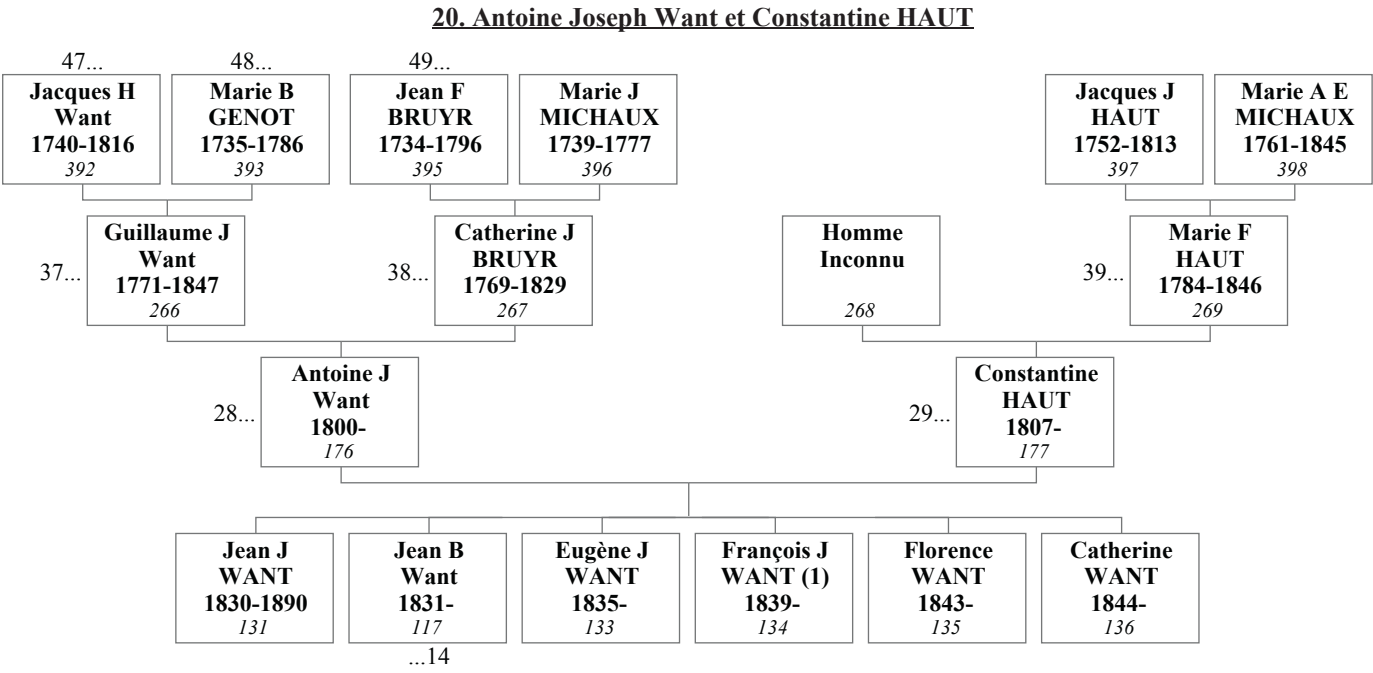 20. Antoine Joseph Want et Constantine HAUT
47...
48...
49...
Jacques H
Want
1740-1816
392
Marie B
GENOT
1735-1786
393
Jean F
BRUYR
1734-1796
395
Marie J
MICHAUX
1739-1777
396
Jacques J
HAUT
1752-1813
397
Marie A E
MICHAUX
1761-1845
398
37...
Guillaume J
Want
1771-1847
266
38...
Catherine J
BRUYR
1769-1829
267
Homme
Inconnu
268
39...
Marie F
HAUT
1784-1846
269
28...
Antoine J
Want
1800-
176
29...
Constantine
HAUT
1807-
177
Jean J
WANT
1830-1890
131
Jean B
Want
1831-
117
...14
Eugène J
WANT
1835-
133
François J
WANT (1)
1839-
134
Florence
WANT
1843-
135
Catherine
WANT
1844-
136